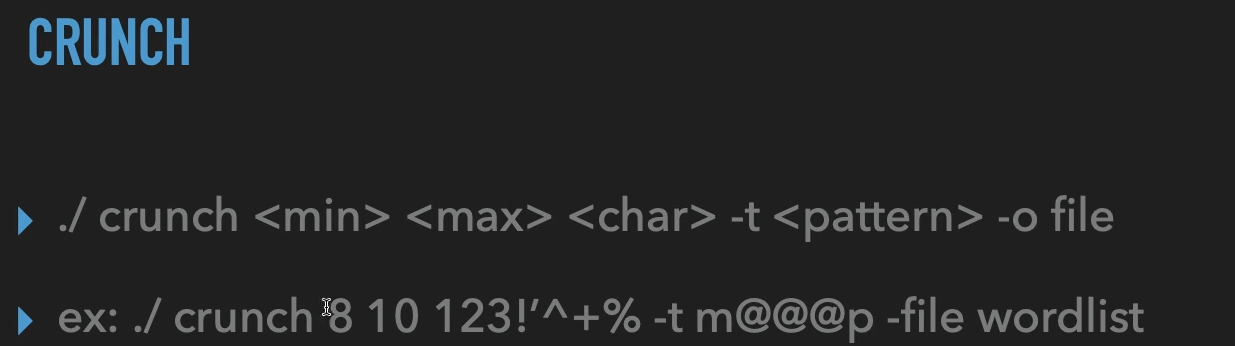 CRUNCH
./ crunch <min> <max> <char> -t <pattern> -o file
ex: ./ crunch 8 10 123!’^+% -t m@@@p -file wordlist